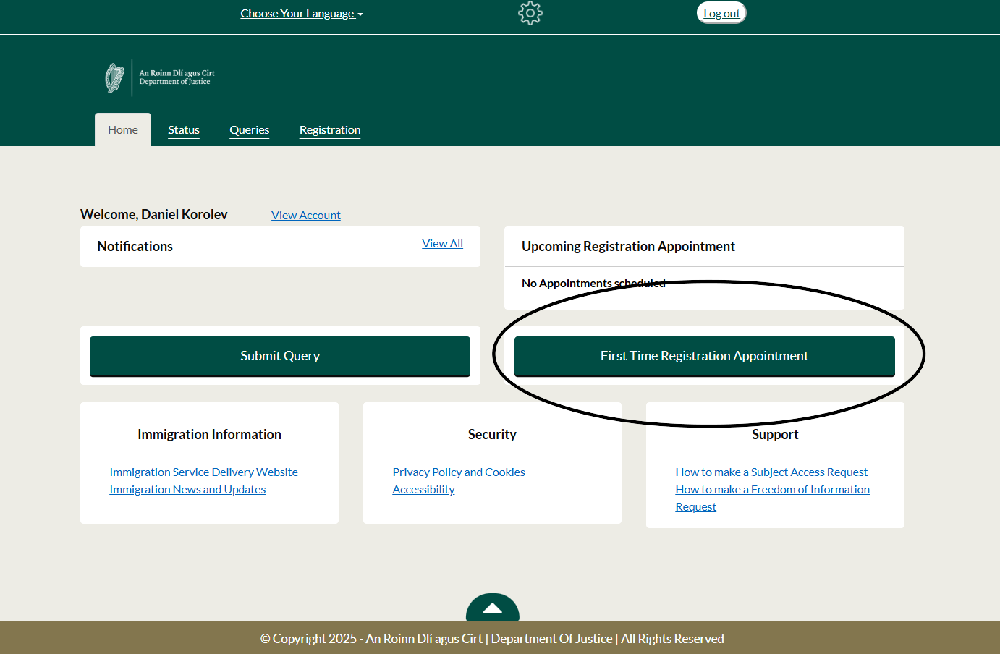 Choose Your Language
Log out
An Roinn Dlí agus Cirt
Department of Justice
Home
Status
Queries
Registration
Welcome, Daniel Korolev
View Account
Notifications
View All
Upcoming Registration Appointment
No Appointments scheduled
Submit Query
First Time Registration Appointment
Immigration Information
Immigration Service Delivery Website
Immigration News and Updates
Security
Privacy Policy and Cookies
Accessibility
Support
How to make a Subject Access Request
How to make a Freedom of Information
Request
© Copyright 2025 - An Roinn Dlí agus Cirt | Department Of Justice | All Rights Reserved